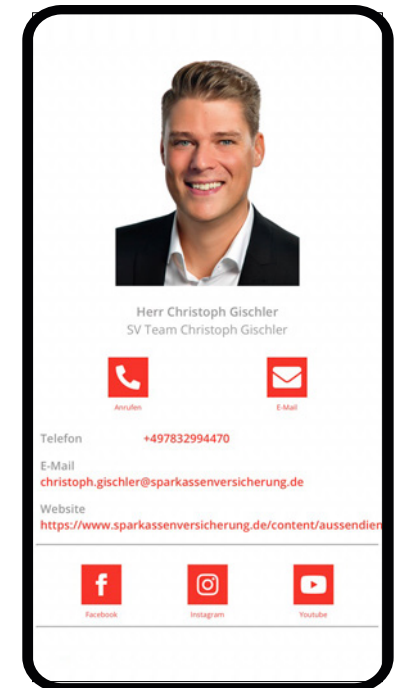 Herr Christoph Gischler
SV Team Christoph Gischler
Anrufen E-Mail
Telefon +497832994470
E-Mail
christoph.gischler@sparkassenversicherung.de
Website
https://www.sparkassenversicherung.de/content/aussendien
Facebook Instagram Youtube